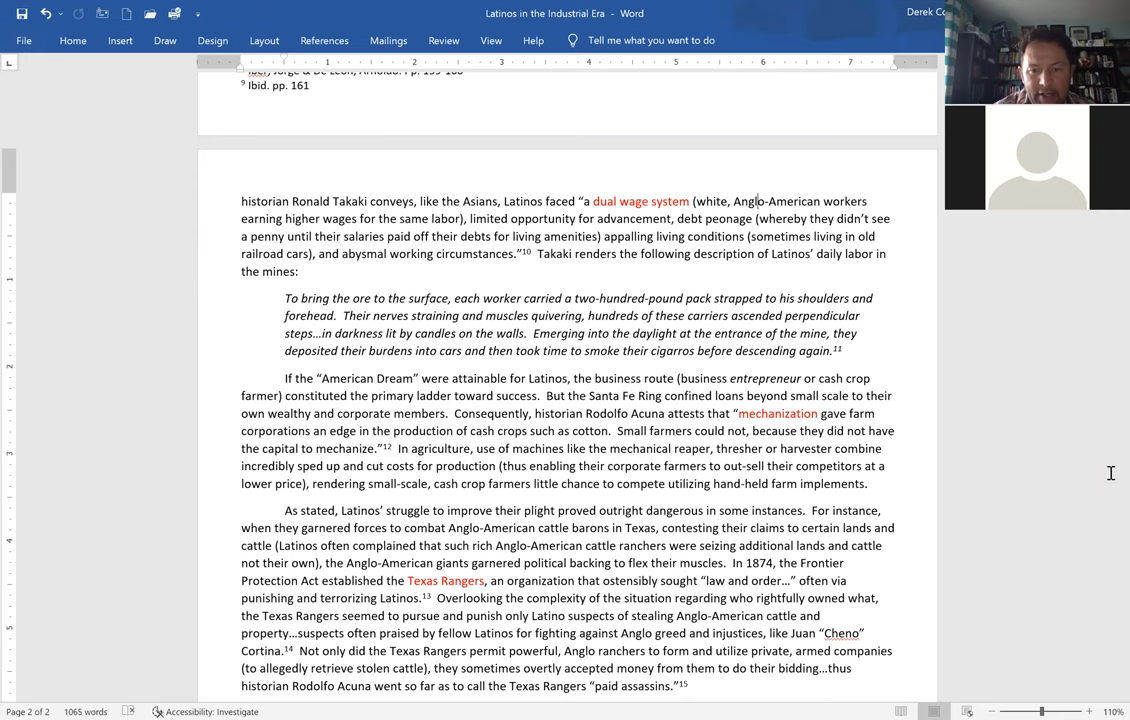 Latinos in the Industrial Era - Word
Derek Co
File Home Insert Draw Design Layout References Mailings Review View Help Tell me what you want to do
1 2 3 4 5 6 7
Iber, Jorge & De Leon, Arnoldo. Pp. 159-160
9 Ibid. pp. 161
historian Ronald Takaki conveys, like the Asians, Latinos faced “a dual wage system (white, Anglo-American workers
earning higher wages for the same labor), limited opportunity for advancement, debt peonage (whereby they didn’t see
a penny until their salaries paid off their debts for living amenities) appalling living conditions (sometimes living in old
railroad cars), and abysmal working circumstances.”10 Takaki renders the following description of Latinos’ daily labor in
the mines:
To bring the ore to the surface, each worker carried a two-hundred-pound pack strapped to his shoulders and
forehead. Their nerves straining and muscles quivering, hundreds of these carriers ascended perpendicular
steps…in darkness lit by candles on the walls. Emerging into the daylight at the entrance of the mine, they
deposited their burdens into cars and then took time to smoke their cigarros before descending again.11
If the “American Dream” were attainable for Latinos, the business route (business entrepreneur or cash crop
farmer) constituted the primary ladder toward success. But the Santa Fe Ring confined loans beyond small scale to their
own wealthy and corporate members. Consequently, historian Rodolfo Acuna attests that “mechanization gave farm
corporations an edge in the production of cash crops such as cotton. Small farmers could not, because they did not have
the capital to mechanize.”12 In agriculture, use of machines like the mechanical reaper, thresher or harvester combine
incredibly sped up and cut costs for production (thus enabling their corporate farmers to out-sell their competitors at a
lower price), rendering small-scale, cash crop farmers little chance to compete utilizing hand-held farm implements.
As stated, Latinos’ struggle to improve their plight proved outright dangerous in some instances. For instance,
when they garnered forces to combat Anglo-American cattle barons in Texas, contesting their claims to certain lands and
cattle (Latinos often complained that such rich Anglo-American cattle ranchers were seizing additional lands and cattle
not their own), the Anglo-American giants garnered political backing to flex their muscles. In 1874, the Frontier
Protection Act established the Texas Rangers, an organization that ostensibly sought “law and order…” often via
punishing and terrorizing Latinos.13 Overlooking the complexity of the situation regarding who rightfully owned what,
the Texas Rangers seemed to pursue and punish only Latino suspects of stealing Anglo-American cattle and
property…suspects often praised by fellow Latinos for fighting against Anglo greed and injustices, like Juan “Cheno”
Cortina.14 Not only did the Texas Rangers permit powerful, Anglo ranchers to form and utilize private, armed companies
(to allegedly retrieve stolen cattle), they sometimes overtly accepted money from them to do their bidding…thus
historian Rodolfo Acuna went so far as to call the Texas Rangers “paid assassins.”15
1
2
3
4
5
Page 2 of 2 1065 words Accessibility: Investigate 110%